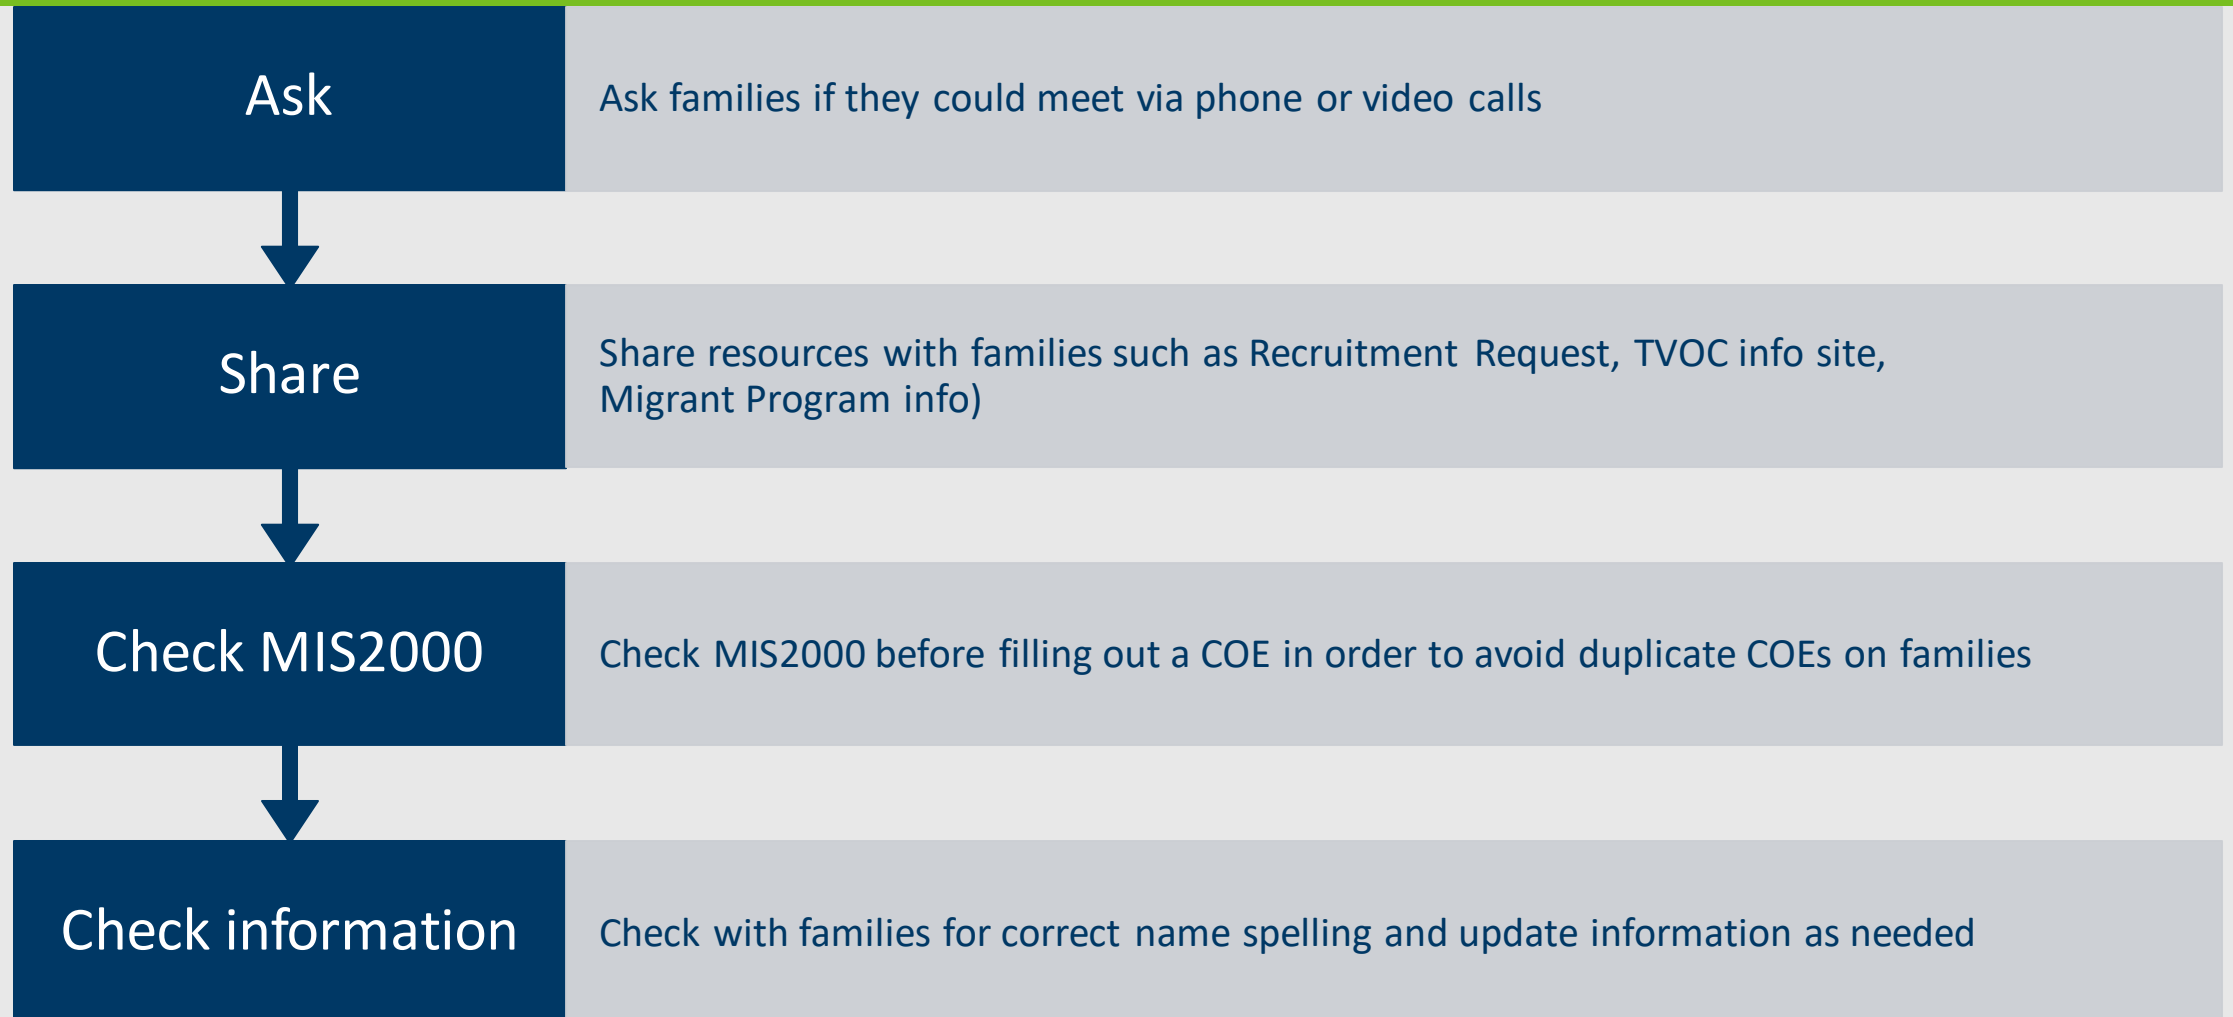 Ask
Ask families if they could meet via phone or video calls
Share
Share resources with families such as Recruitment Request, TVOC info site,
Migrant Program info)
Check MIS2000
Check MIS2000 before filling out a COE in order to avoid duplicate COEs on families
Check information
Check with families for correct name spelling and update information as needed